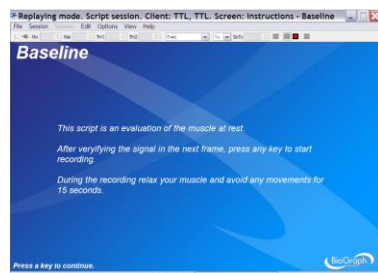 Replaying mode. Script session. Client: TTL, TTL. Screen: Instructions - Baseline
File Session Edit Options View Help
Baseline
This script is an evaluation of the muscle at rest.
After veryifying the signal in the next frame, press any key to start
recording.
During the recording relax your muscle and avoid any movements for
15 seconds.
Press a key to continue.
BioGraph